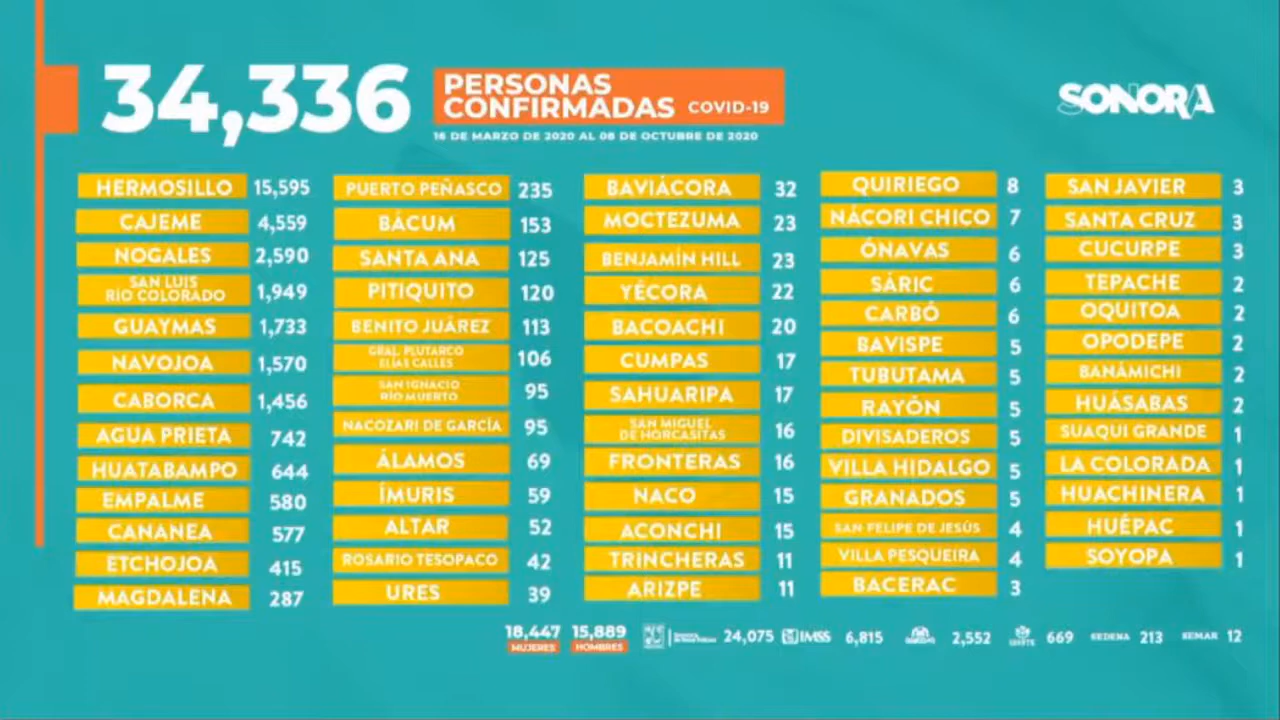 34,336
PERSONAS
CONFIRMADAS COVID-19
16 DE MARZO DE 2020 AL 08 DE OCTUBRE DE 2020
SONORA
HERMOSILLO 15,595
CAJEME 4,559
NOGALES 2,590
SAN LUIS
RÍO COLORADO 1,949
GUAYMAS 1,733
NAVOJOA 1,570
CABORCA 1,456
AGUA PRIETA 742
HUATABAMPO 644
EMPALME 580
CANANEA 577
ETCHOJOA 415
MAGDALENA 287
PUERTO PEÑASCO 235
BÁCUM 153
SANTA ANA 125
PITIQUITO 120
BENITO JUÁREZ 113
GRAL. PLUTARCO
ELÍAS CALLES 106
SAN IGNACIO
RÍO MUERTO 95
NACOZARI DE GARCÍA 95
ÁLAMOS 69
ÍMURIS 59
ALTAR 52
ROSARIO TESOPACO 42
URES 39
BAVIÁCORA 32
MOCTEZUMA 23
BENJAMÍN HILL 23
YÉCORA 22
BACOACHI 20
CUMPAS 17
SAHUARIPA 17
SAN MIGUEL
DE HORCASITAS 16
FRONTERAS 16
NACO 15
ACONCHI 15
TRINCHERAS 11
ARIZPE 11
QUIRIEGO 8
NÁCORI CHICO 7
ÓNAVAS 6
SÁRIC 6
CARBÓ 6
BAVISPE 5
TUBUTAMA 5
RAYÓN 5
DIVISADEROS 5
VILLA HIDALGO 5
GRANADOS 5
SAN FELIPE DE JESÚS 4
VILLA PESQUEIRA 4
BACERAC 3
SAN JAVIER 3
SANTA CRUZ 3
CUCURPE 3
TEPACHE 2
OQUITOA 2
OPODEPE 2
BANÁMICHI 2
HUÁSABAS 2
SUAQUI GRANDE 1
LA COLORADA 1
HUACHINERA 1
HUÉPAC 1
SOYOPA 1
18,447 15,889 24,075 IMSS 6,815 2,552 669 SEDENA 213 SEMAR 12
MUJERES HOMBRES